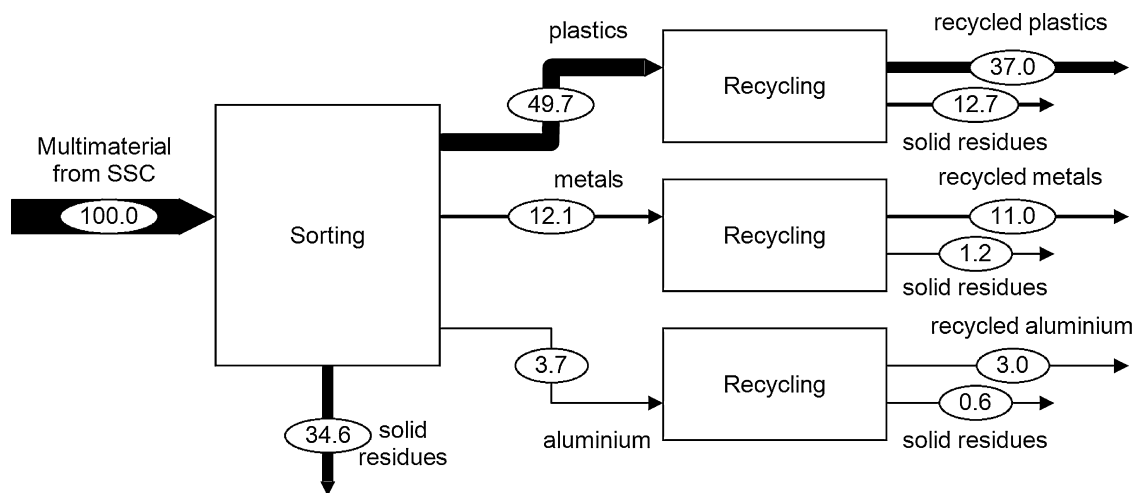 plastics
recycled plastics
Recycling
37.0
49.7
12.7
solid residues
Multimaterial
from SSC
100.0
Sorting
metals
recycled metals
12.1
Recycling
11.0
1.2
solid residues
recycled aluminium
3.7
Recycling
3.0
0.6
aluminium
solid residues
34.6
solid
residues